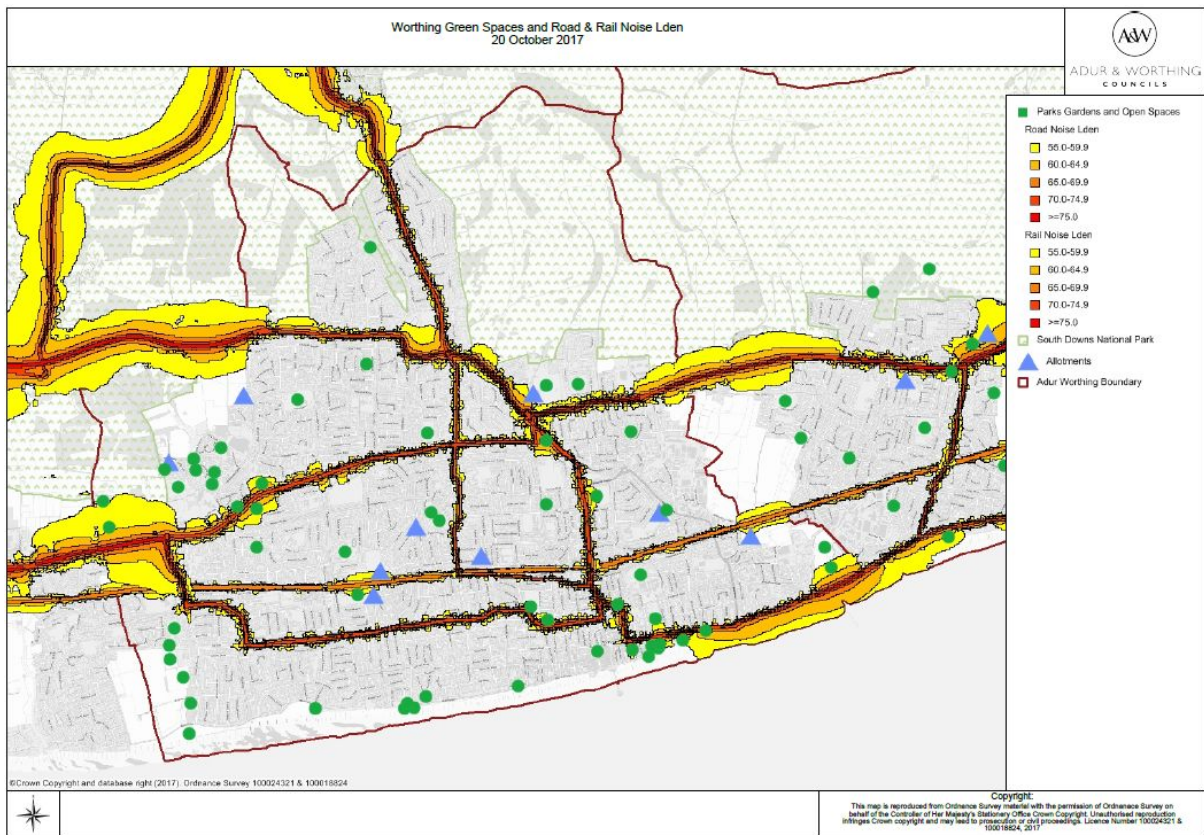 Worthing Green Spaces and Road & Rail Noise Lden
20 October 2017
A&W
ADUR & WORTHING
COUNCILS
Parks Gardens and Open Spaces
Road Noise Lden
55.0-59.9
60.0-64.9
65.0-69.9
70.0-74.9
>=75.0
Rail Noise Lden
55.0-59.9
60.0-64.9
65.0-69.9
70.0-74.9
>=75.0
South Downs National Park
Allotments
Adur Worthing Boundary
©Crown Copyright and database right (2017). Ordnance Survey 100024321 & 100018824
Copyright:
This map is reproduced from Ordnance Survey material with the permission of Ordnance Survey on
behalf of the Controller of Her Majesty's Stationery Office Crown Copyright. Unauthorised reproduction
infringes Crown copyright and may lead to prosecution or civil proceedings. Licence Number 100024321 &
100018824, 2017